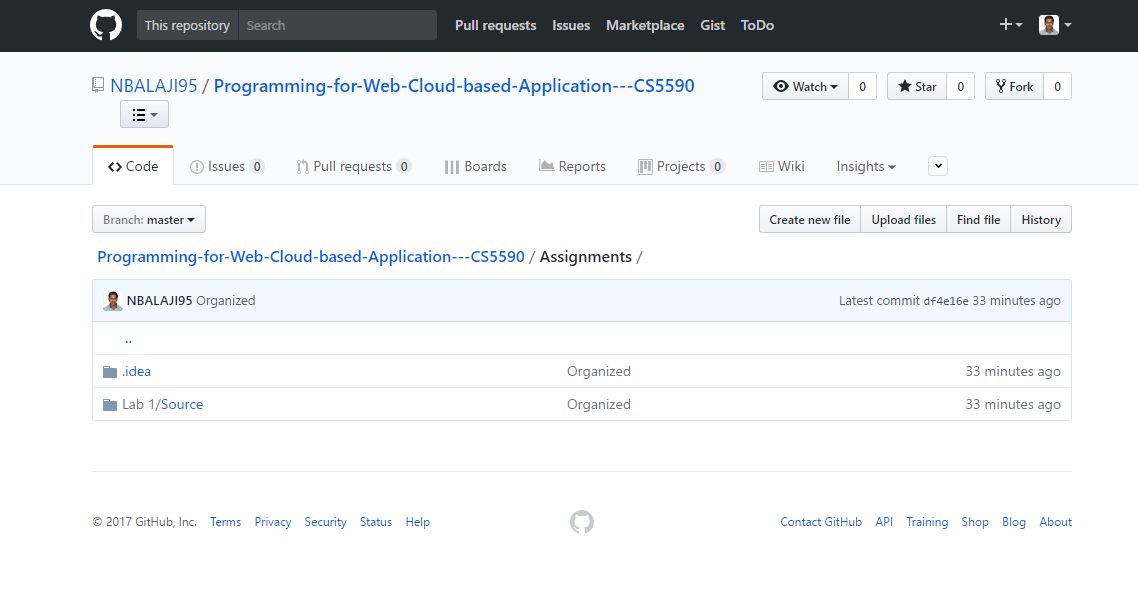 This repository Search Pull requests Issues Marketplace Gist ToDo
NBALAJI95 / Programming-for-Web-Cloud-based-Application---CS5590 Watch 0 Star 0 Fork 0
Code Issues 0 Pull requests 0 Boards Reports Projects 0 Wiki Insights
Branch: master Create new file Upload files Find file History
Programming-for-Web-Cloud-based-Application---CS5590 / Assignments /
NBALAJI95 Organized Latest commit df4e16e 33 minutes ago
..
.idea Organized 33 minutes ago
Lab 1/Source Organized 33 minutes ago
© 2017 GitHub, Inc. Terms Privacy Security Status Help Contact GitHub API Training Shop Blog About